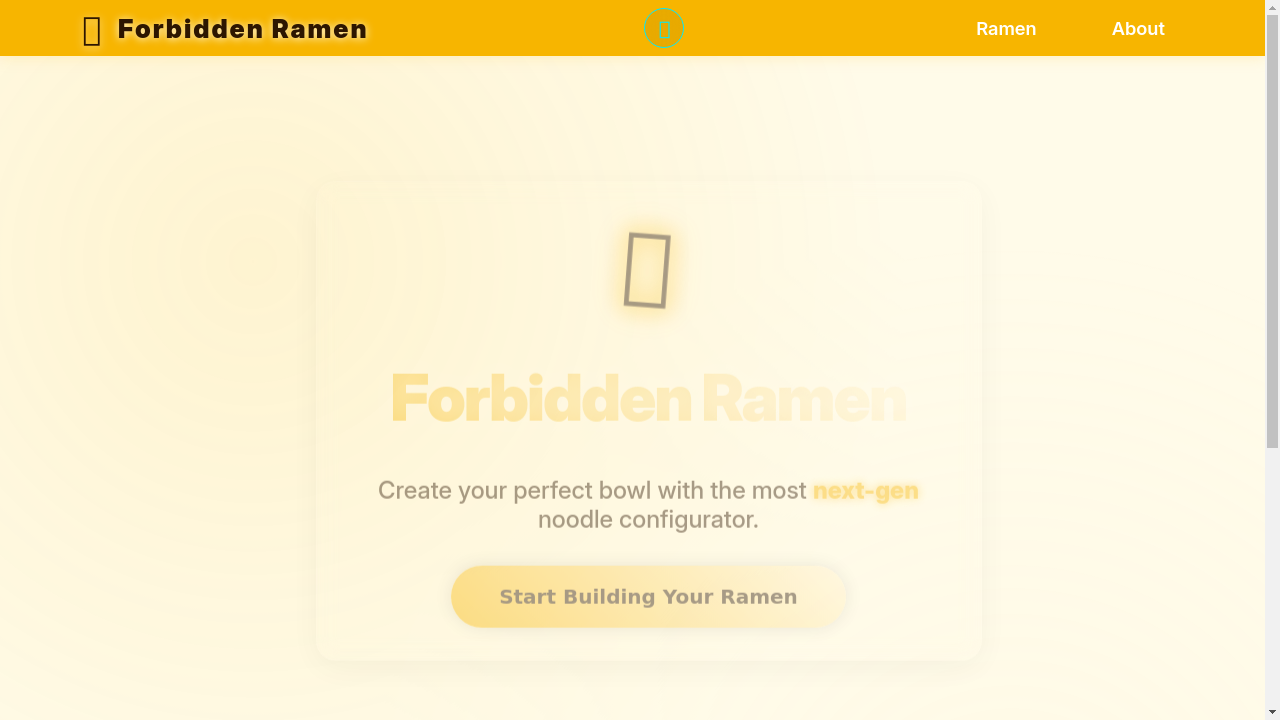 Forbidden Ramen
Ramen
About
Forbidden Ramen
Create your perfect bowl with the most next-gen
noodle configurator.
Start Building Your Ramen